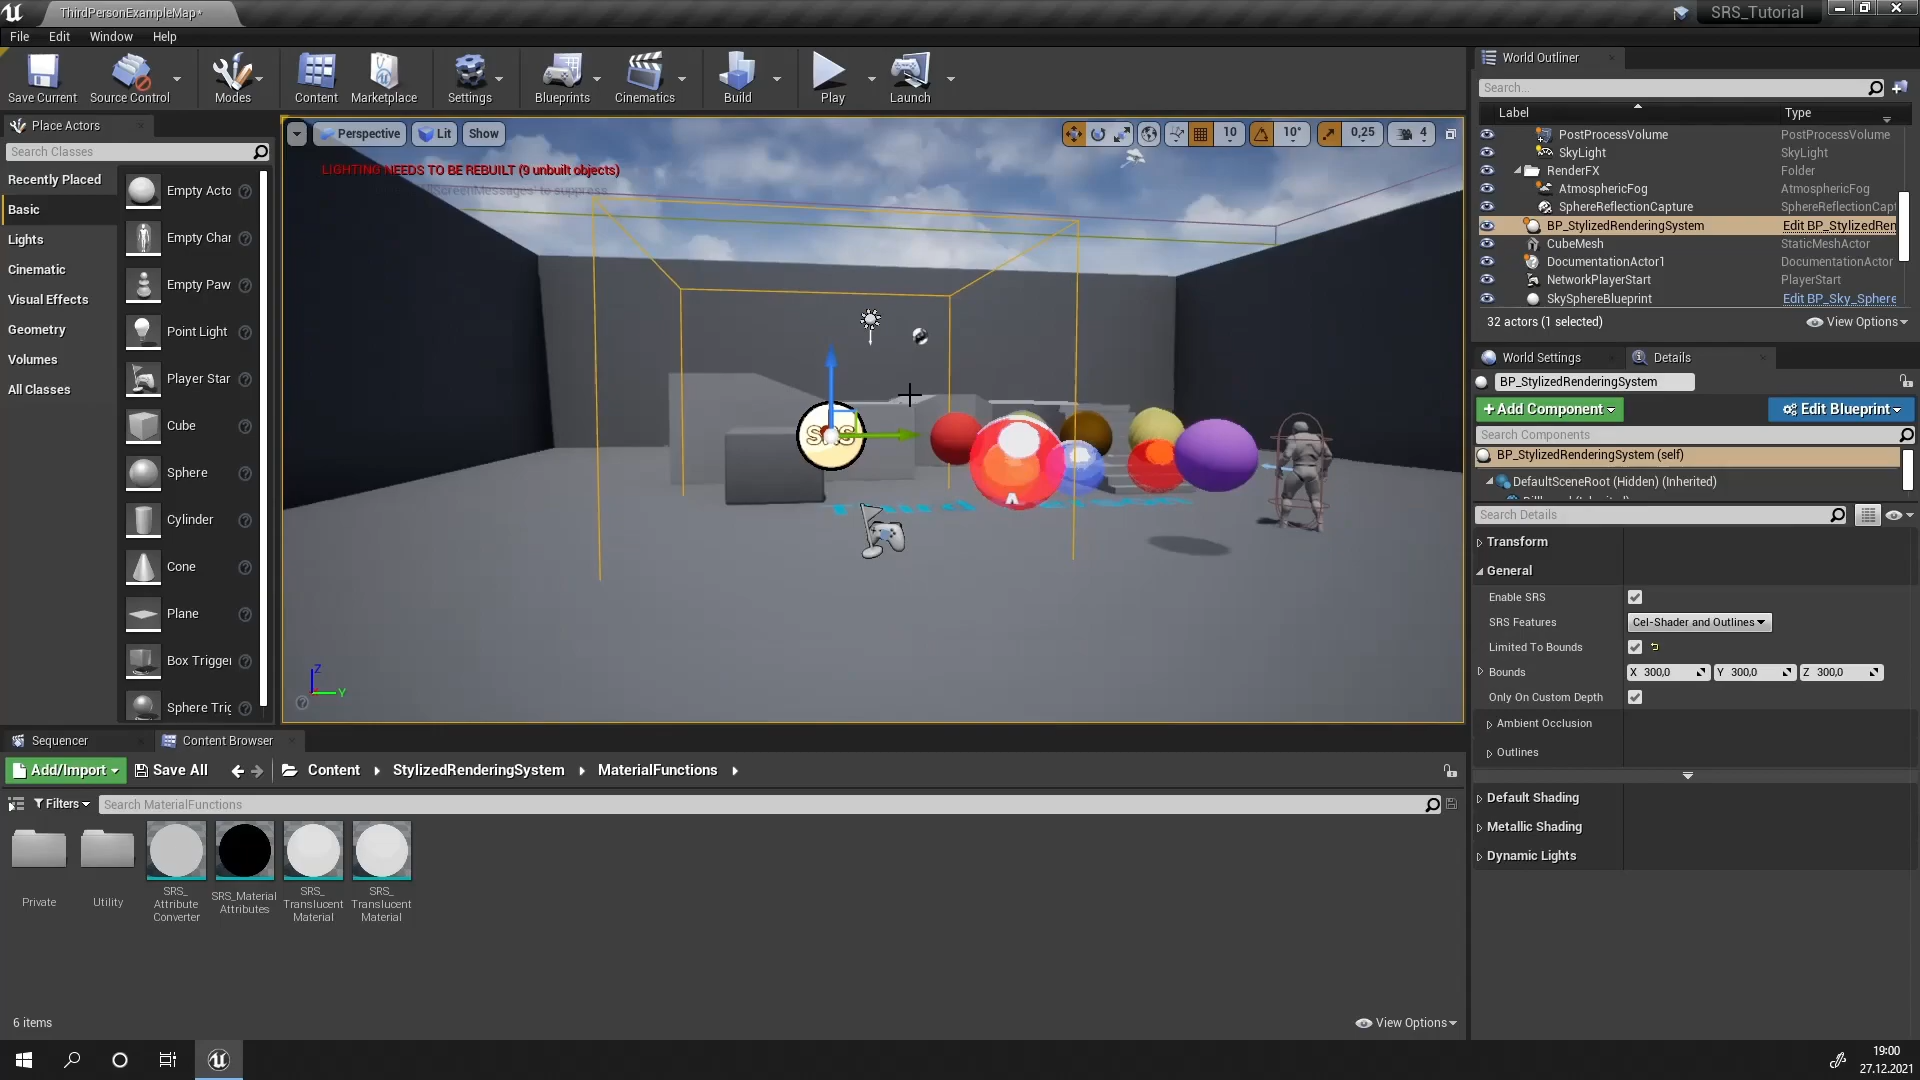 ThirdPersonExampleMap*
SRS_Tutorial
File Edit Window Help
Save Current
Source Control
Modes
Content
Marketplace
Settings
Blueprints
Cinematics
Build
Play
Launch
Place Actors
Search Classes
Recently Placed
Basic
Lights
Cinematic
Visual Effects
Geometry
Volumes
All Classes
Empty Acto
Empty Char
Empty Paw
Point Light
Player Star
Cube
Sphere
Cylinder
Cone
Plane
Box Trigger
Sphere Trig
Perspective
Lit
Show
10
10°
0,25
4
LIGHTING NEEDS TO BE REBUILT (9 unbuilt objects)
ScreenMessages' to suppress
SRS
A
Z
Y
World Outliner
Search...
Label Type
PostProcessVolume PostProcessVolume
SkyLight SkyLight
RenderFX Folder
AtmosphericFog AtmosphericFog
SphereReflectionCapture SphereReflectionCapt
BP_StylizedRenderingSystem Edit BP_StylizedRen
CubeMesh StaticMeshActor
DocumentationActor1 DocumentationActor
NetworkPlayerStart PlayerStart
SkySphereBlueprint Edit BP_Sky_Sphere
32 actors (1 selected)
View Options
World Settings
Details
BP_StylizedRenderingSystem
+Add Component
Edit Blueprint
Search Components
BP_StylizedRenderingSystem (self)
DefaultSceneRoot (Hidden) (Inherited)
Search Details
Transform
General
Enable SRS
SRS Features Cel-Shader and Outlines
Limited To Bounds
Bounds X 300,0 Y 300,0 Z 300,0
Only On Custom Depth
Ambient Occlusion
Outlines
Default Shading
Metallic Shading
Dynamic Lights
Sequencer
Content Browser
Add/Import
Save All
Content
StylizedRenderingSystem
MaterialFunctions
Filters
Search MaterialFunctions
Private
Utility
SRS_
Attribute
Converter
SRS_Material
Attributes
SRS_
Translucent
Material
SRS_
Translucent
Material
6 items
View Options
19:00
27.12.2021